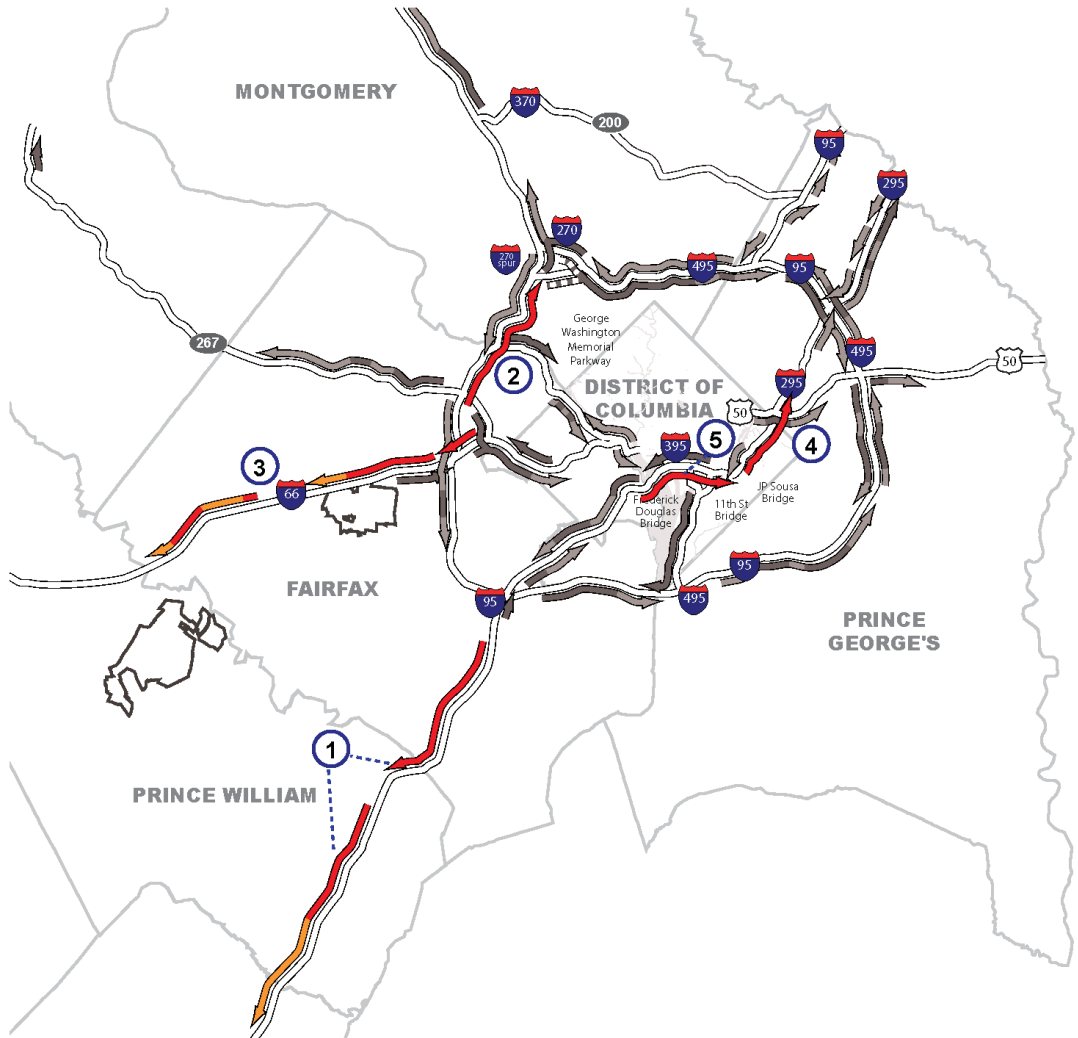 MONTGOMERY
370
200
95
295
270
270
spur
495
95
267
George
Washington
Memorial
Parkway
495
50
2
DISTRICT OF
COLUMBIA
295
50
5
4
395
3
66
JP Sousa
Bridge
Frederick
Douglas
Bridge
11th St
Bridge
95
FAIRFAX
95
495
PRINCE
GEORGE'S
1
PRINCE WILLIAM